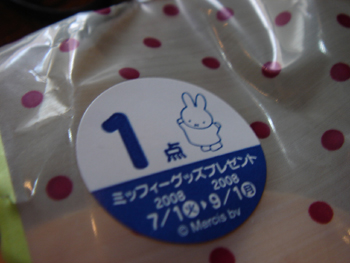 1点
ミッフィーグッズプレゼント
2008 2008
7/1火➔9/1月
© Mercis bv